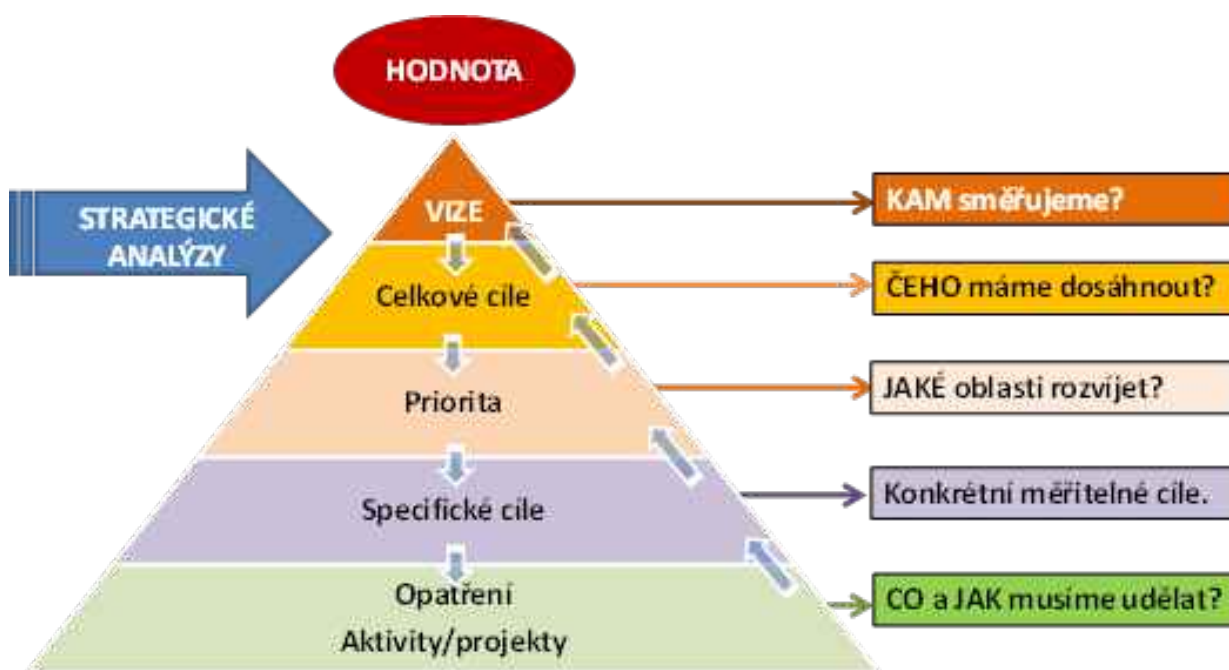 HODNOTA
STRATEGICKÉ
ANALÝZY
VIZE
KAM směřujeme?
Celkové cíle
ČEHO máme dosáhnout?
Priorita
JAKÉ oblasti rozvíjet?
Specifické cíle
Konkrétní měřitelné cíle.
Opatření
Aktivity/projekty
CO a JAK musíme udělat?